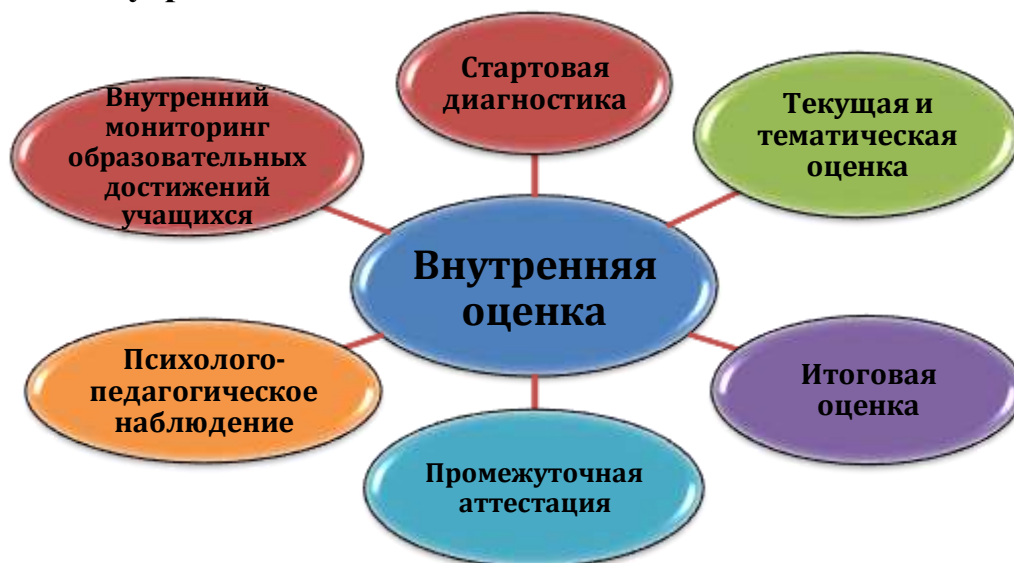 Стартовая
диагностика
Текущая и
тематическая
оценка
Внутренний
мониторинг
образовательных
достижений
учащихся
Внутренняя
оценка
Психолого-
педагогическое
наблюдение
Итоговая
оценка
Промежуточная
аттестация